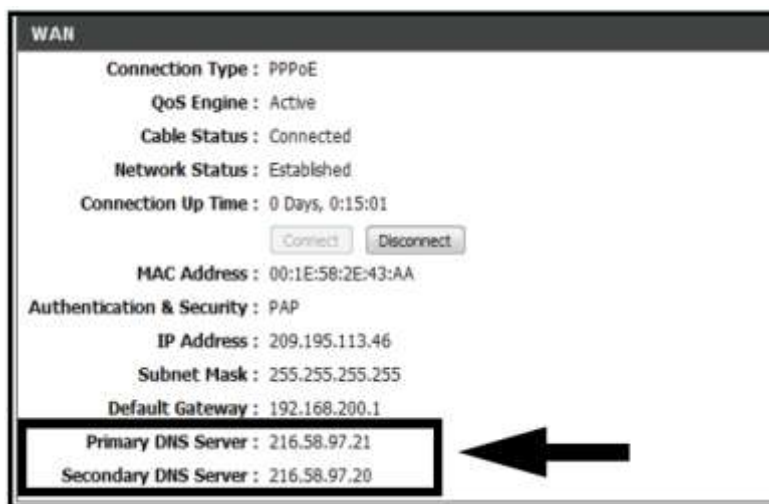 WAN
Connection Type : PPPoE
QoS Engine : Active
Cable Status : Connected
Network Status : Established
Connection Up Time : 0 Days, 0:15:01
Connect Disconnect
MAC Address : 00:1E:58:2E:43:AA
Authentication & Security : PAP
IP Address : 209.195.113.46
Subnet Mask : 255.255.255.255
Default Gateway : 192.168.200.1
Primary DNS Server : 216.58.97.21
Secondary DNS Server : 216.58.97.20